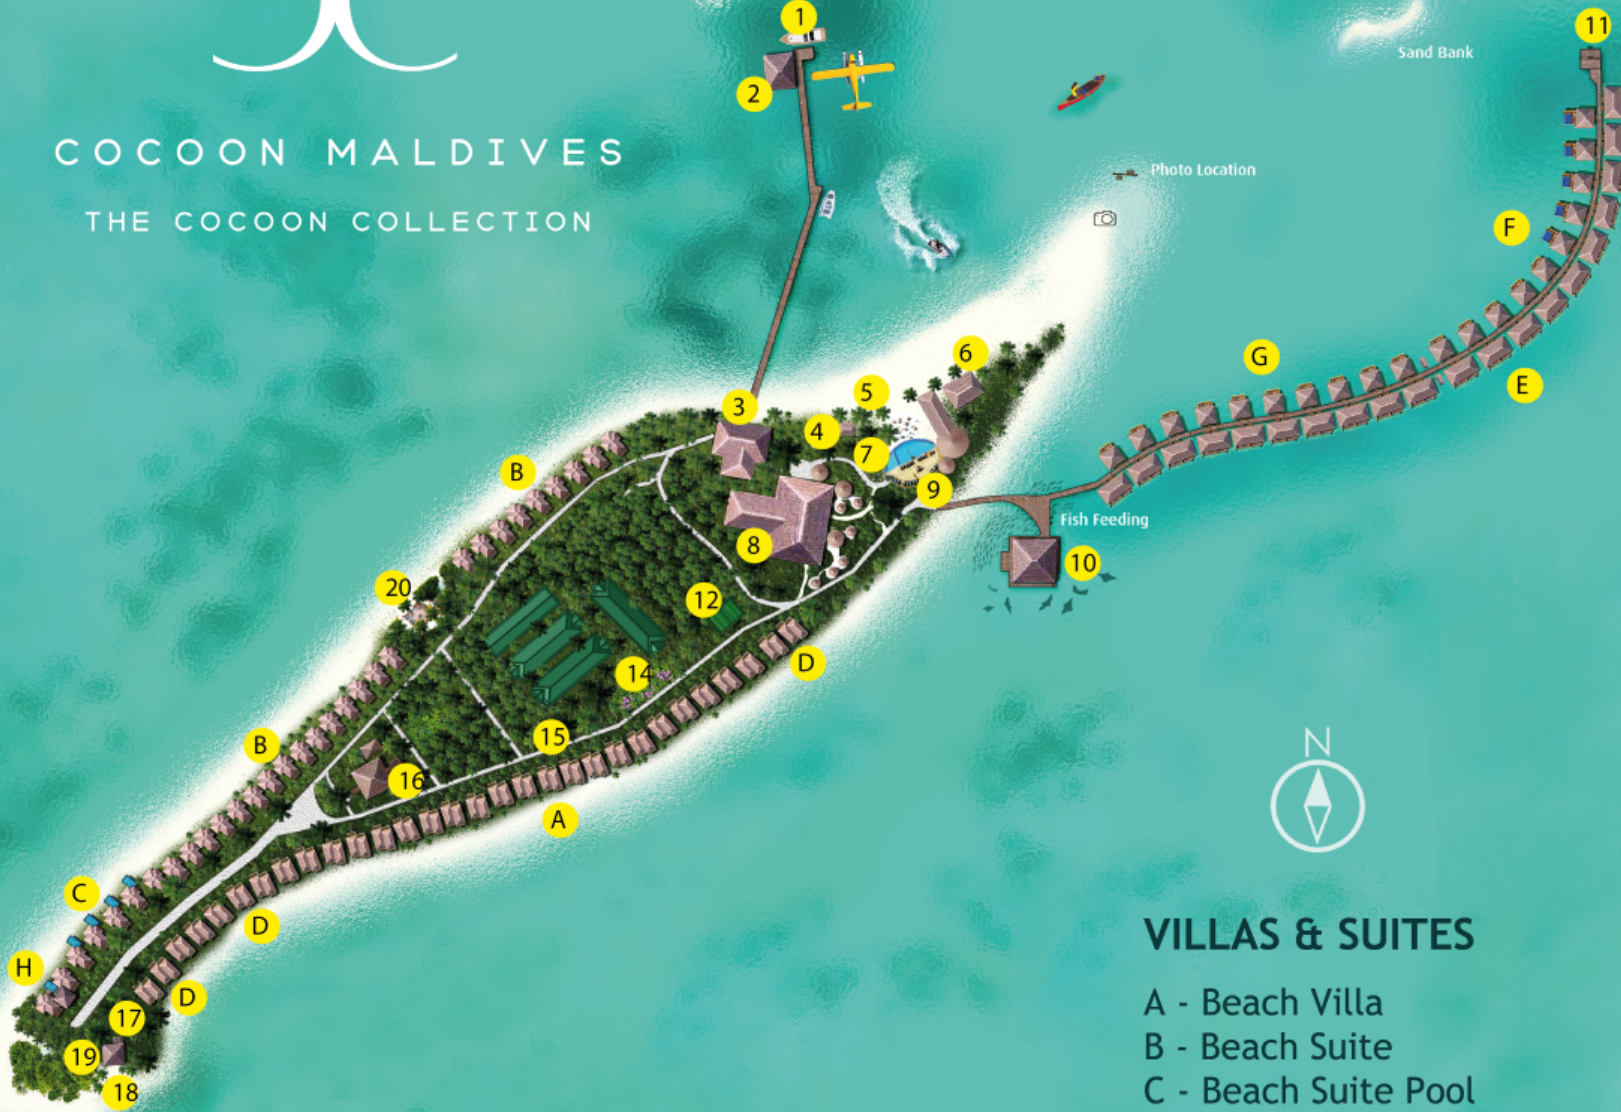 1
11
Sand Bank
2
COCOON MALDIVES
Photo Location
THE COCOON COLLECTION
F
6
G
5
E
3
4
7
B
9
Fish Feeding
8
10
20
12
D
14
15
N
B
16
A
C
VILLAS & SUITES
D
H
D
A - Beach Villa
17
B - Beach Suite
19
18
C - Beach Suite Pool